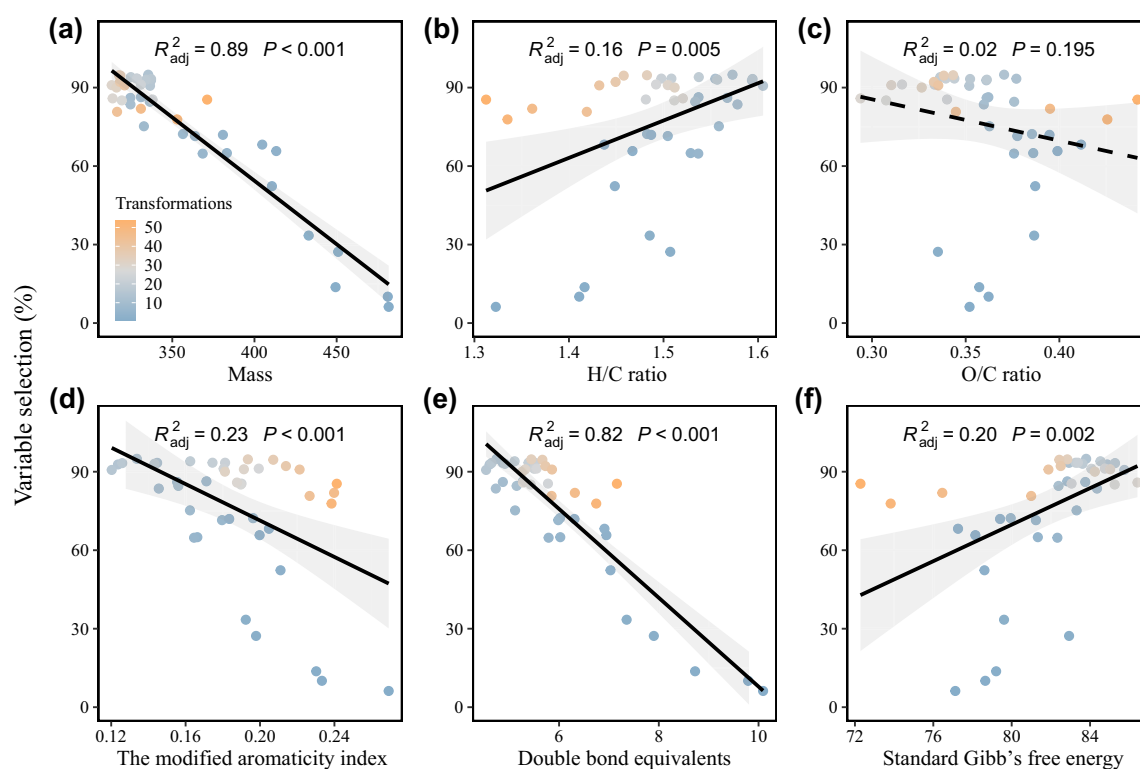 (a)
R²adj = 0.89 P < 0.001
90
60
30
0
Transformations
50
40
30
20
10
350 400 450
Mass
(b)
R²adj = 0.16 P = 0.005
90
60
30
0
1.3 1.4 1.5 1.6
H/C ratio
(c)
R²adj = 0.02 P = 0.195
90
60
30
0
0.30 0.35 0.40
O/C ratio
Variable selection (%)
(d)
R²adj = 0.23 P < 0.001
90
60
30
0
0.12 0.16 0.20 0.24
The modified aromaticity index
(e)
R²adj = 0.82 P < 0.001
90
60
30
0
6 8 10
Double bond equivalents
(f)
R²adj = 0.20 P = 0.002
90
60
30
0
72 76 80 84
Standard Gibb's free energy